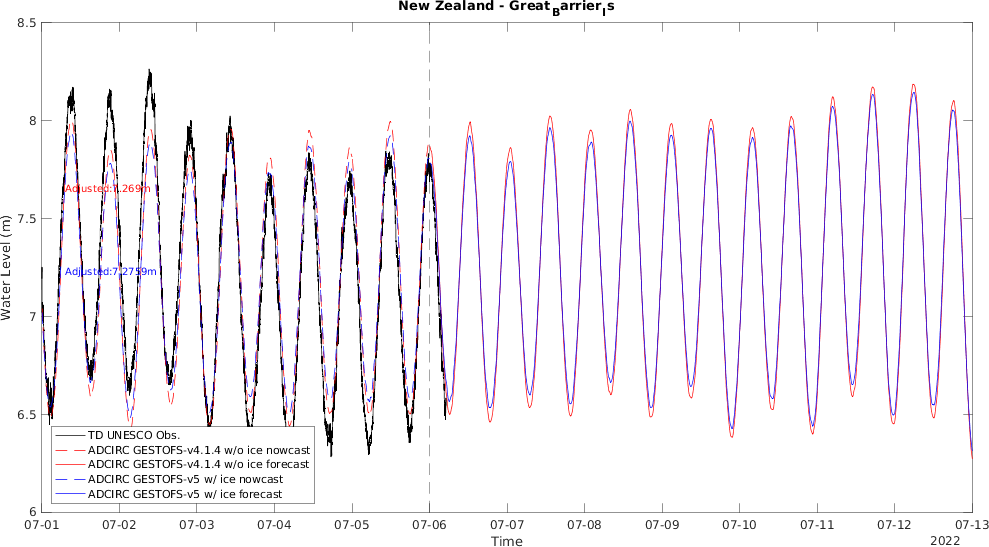 New Zealand - Great_Barrier_Is
8.5
8
7.5
7
6.5
6
Water Level (m)
Adjusted:7.269m
Adjusted:7.2759m
TD UNESCO Obs.
ADCIRC GESTOFS-v4.1.4 w/o ice nowcast
ADCIRC GESTOFS-v4.1.4 w/o ice forecast
ADCIRC GESTOFS-v5 w/ ice nowcast
ADCIRC GESTOFS-v5 w/ ice forecast
07-01 07-02 07-03 07-04 07-05 07-06 07-07 07-08 07-09 07-10 07-11 07-12 07-13
Time
2022